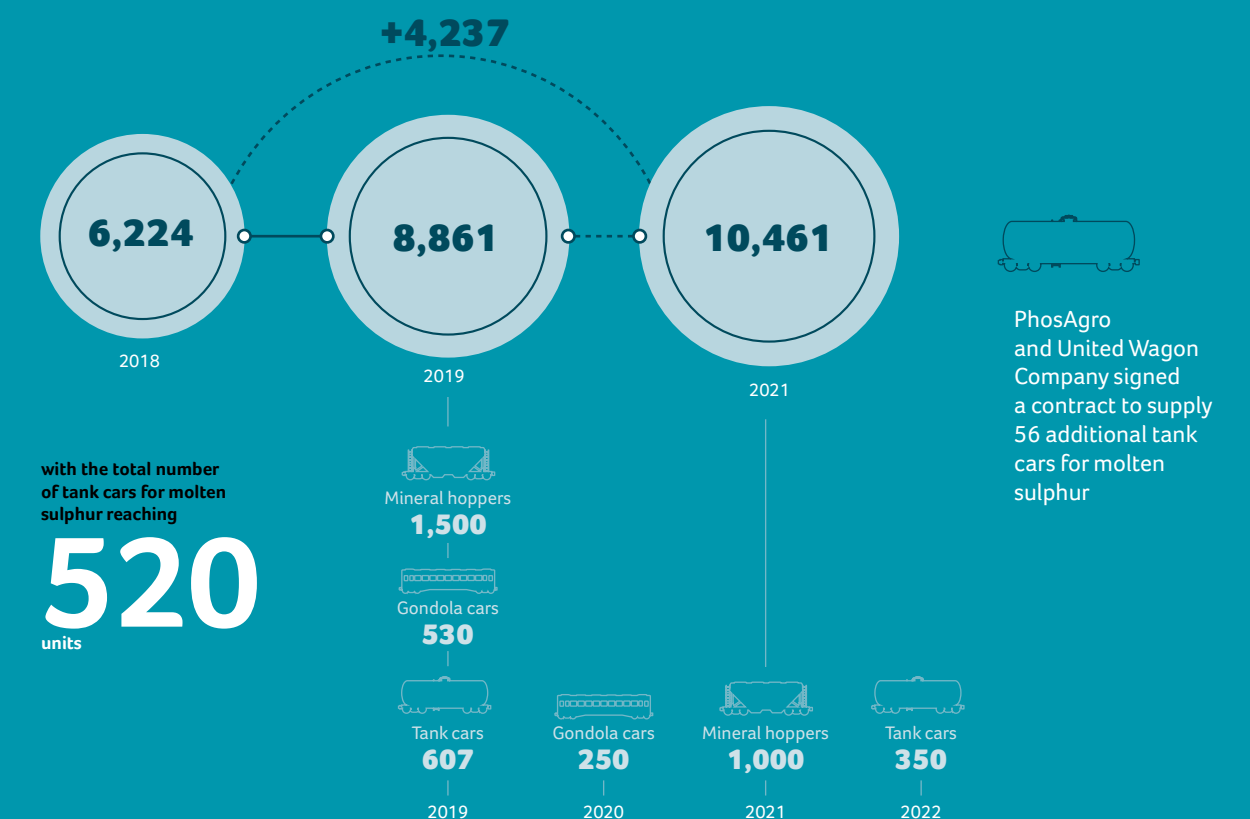 +4,237
6,224
8,861
10,461
2018
2019
2021
PhosAgro
and United Wagon
Company signed
a contract to supply
56 additional tank
cars for molten
sulphur
with the total number
of tank cars for molten
sulphur reaching
520
units
Mineral hoppers
1,500
Gondola cars
530
Tank cars
607
2019
Gondola cars
250
2020
Mineral hoppers
1,000
2021
Tank cars
350
2022